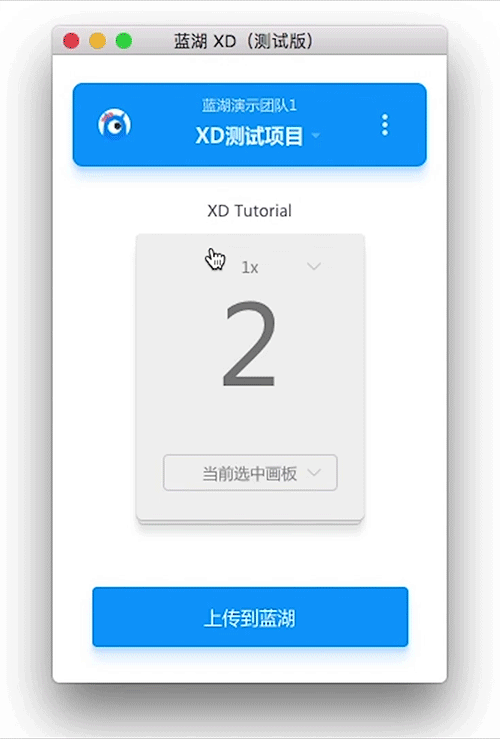 蓝湖 XD（测试版）
蓝湖演示团队1
XD测试项目
XD Tutorial
1x
2
当前选中画板
上传到蓝湖